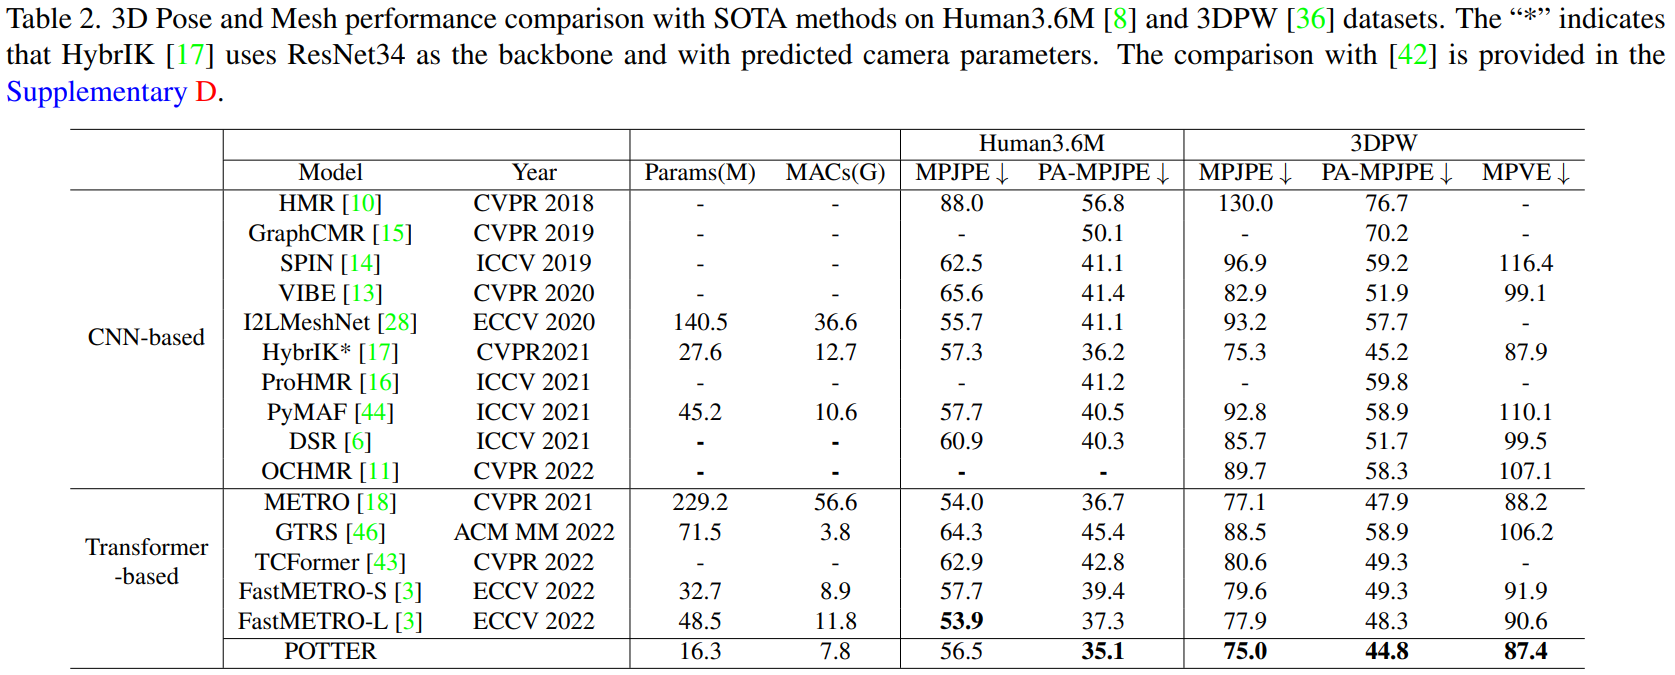 Table 2. 3D Pose and Mesh performance comparison with SOTA methods on Human3.6M [8] and 3DPW [36] datasets. The “*” indicates
that HybrIK [17] uses ResNet34 as the backbone and with predicted camera parameters. The comparison with [42] is provided in the
Supplementary D.
Human3.6M 3DPW
Model Year Params(M) MACs(G) MPJPE ↓ PA-MPJPE ↓ MPJPE ↓ PA-MPJPE ↓ MPVE ↓
CNN-based
HMR [10] CVPR 2018 - - 88.0 56.8 130.0 76.7 -
GraphCMR [15] CVPR 2019 - - - 50.1 - 70.2 -
SPIN [14] ICCV 2019 - - 62.5 41.1 96.9 59.2 116.4
VIBE [13] CVPR 2020 - - 65.6 41.4 82.9 51.9 99.1
I2LMeshNet [28] ECCV 2020 140.5 36.6 55.7 41.1 93.2 57.7 -
HybrIK* [17] CVPR2021 27.6 12.7 57.3 36.2 75.3 45.2 87.9
ProHMR [16] ICCV 2021 - - - 41.2 - 59.8 -
PyMAF [44] ICCV 2021 45.2 10.6 57.7 40.5 92.8 58.9 110.1
DSR [6] ICCV 2021 - - 60.9 40.3 85.7 51.7 99.5
OCHMR [11] CVPR 2022 - - - - 89.7 58.3 107.1
Transformer
-based
METRO [18] CVPR 2021 229.2 56.6 54.0 36.7 77.1 47.9 88.2
GTRS [46] ACM MM 2022 71.5 3.8 64.3 45.4 88.5 58.9 106.2
TCFormer [43] CVPR 2022 - - 62.9 42.8 80.6 49.3 -
FastMETRO-S [3] ECCV 2022 32.7 8.9 57.7 39.4 79.6 49.3 91.9
FastMETRO-L [3] ECCV 2022 48.5 11.8 53.9 37.3 77.9 48.3 90.6
POTTER 16.3 7.8 56.5 35.1 75.0 44.8 87.4